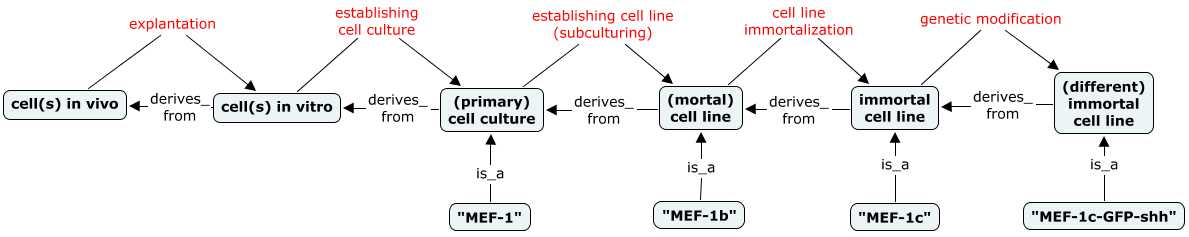 explantation
establishing
cell culture
establishing cell line
(subculturing)
cell line
immortalization
genetic modification
cell(s) in vivo
derives_
from
cell(s) in vitro
derives_
from
(primary)
cell culture
derives_
from
(mortal)
cell line
derives_
from
immortal
cell line
derives_
from
(different)
immortal
cell line
is_a
is_a
is_a
is_a
"MEF-1"
"MEF-1b"
"MEF-1c"
"MEF-1c-GFP-shh"